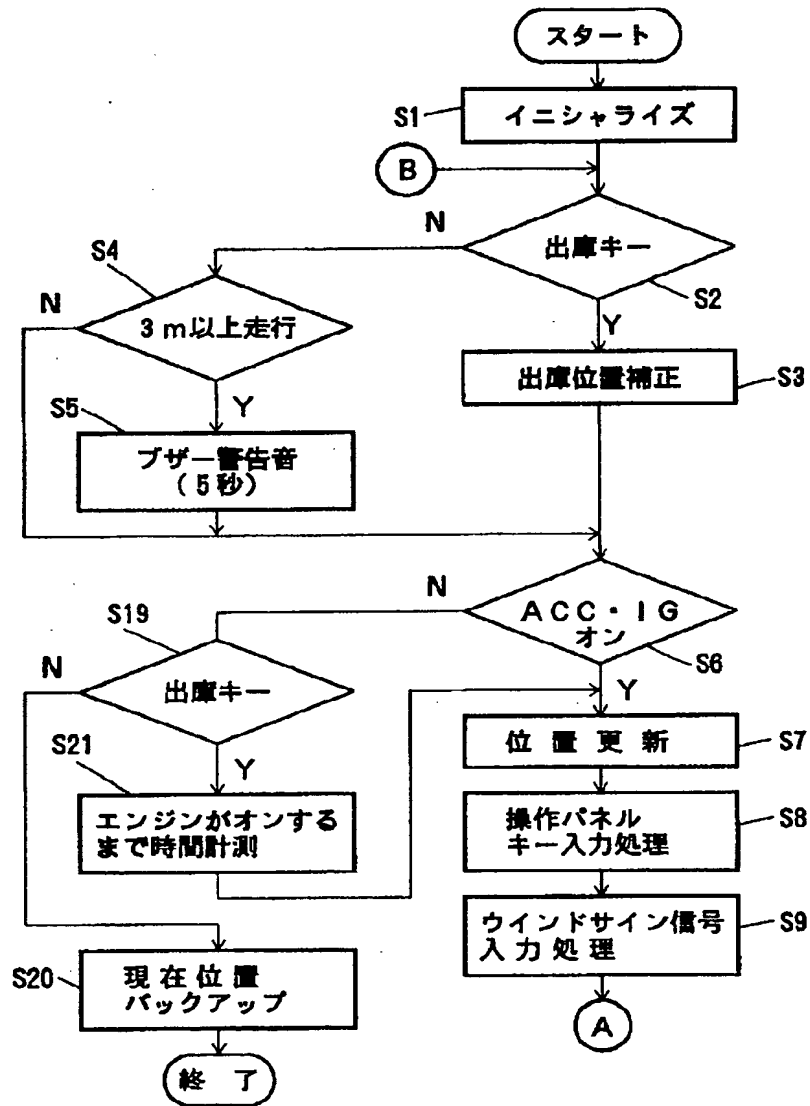 スタート
S1
イニシャライズ
B
N
S4
出庫キー
S2
N
3m以上走行
Y
出庫位置補正
S3
S5
Y
ブザー警告音
(5秒)
N
S19
ACC・IG
オン
S6
N
出庫キー
Y
S21
Y
位置更新
S7
エンジンがオンする
まで時間計測
操作パネル
キー入力処理
S8
ウインドサイン信号
入力処理
S9
S20
現在位置
バックアップ
A
終了